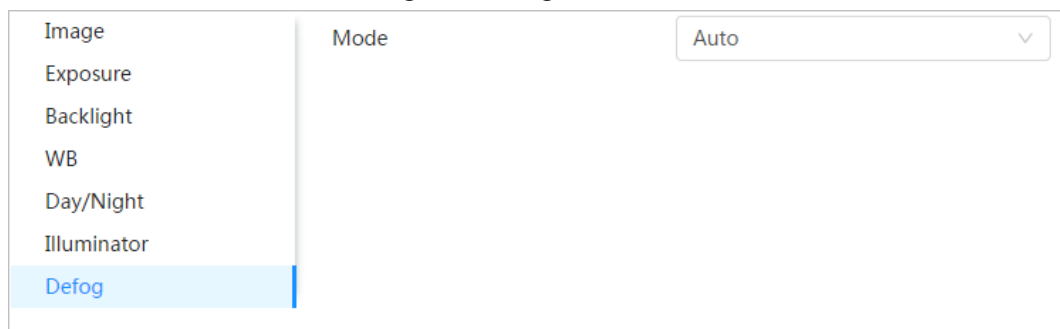 Image
Mode
Auto
Exposure
Backlight
WB
Day/Night
Illuminator
Defog